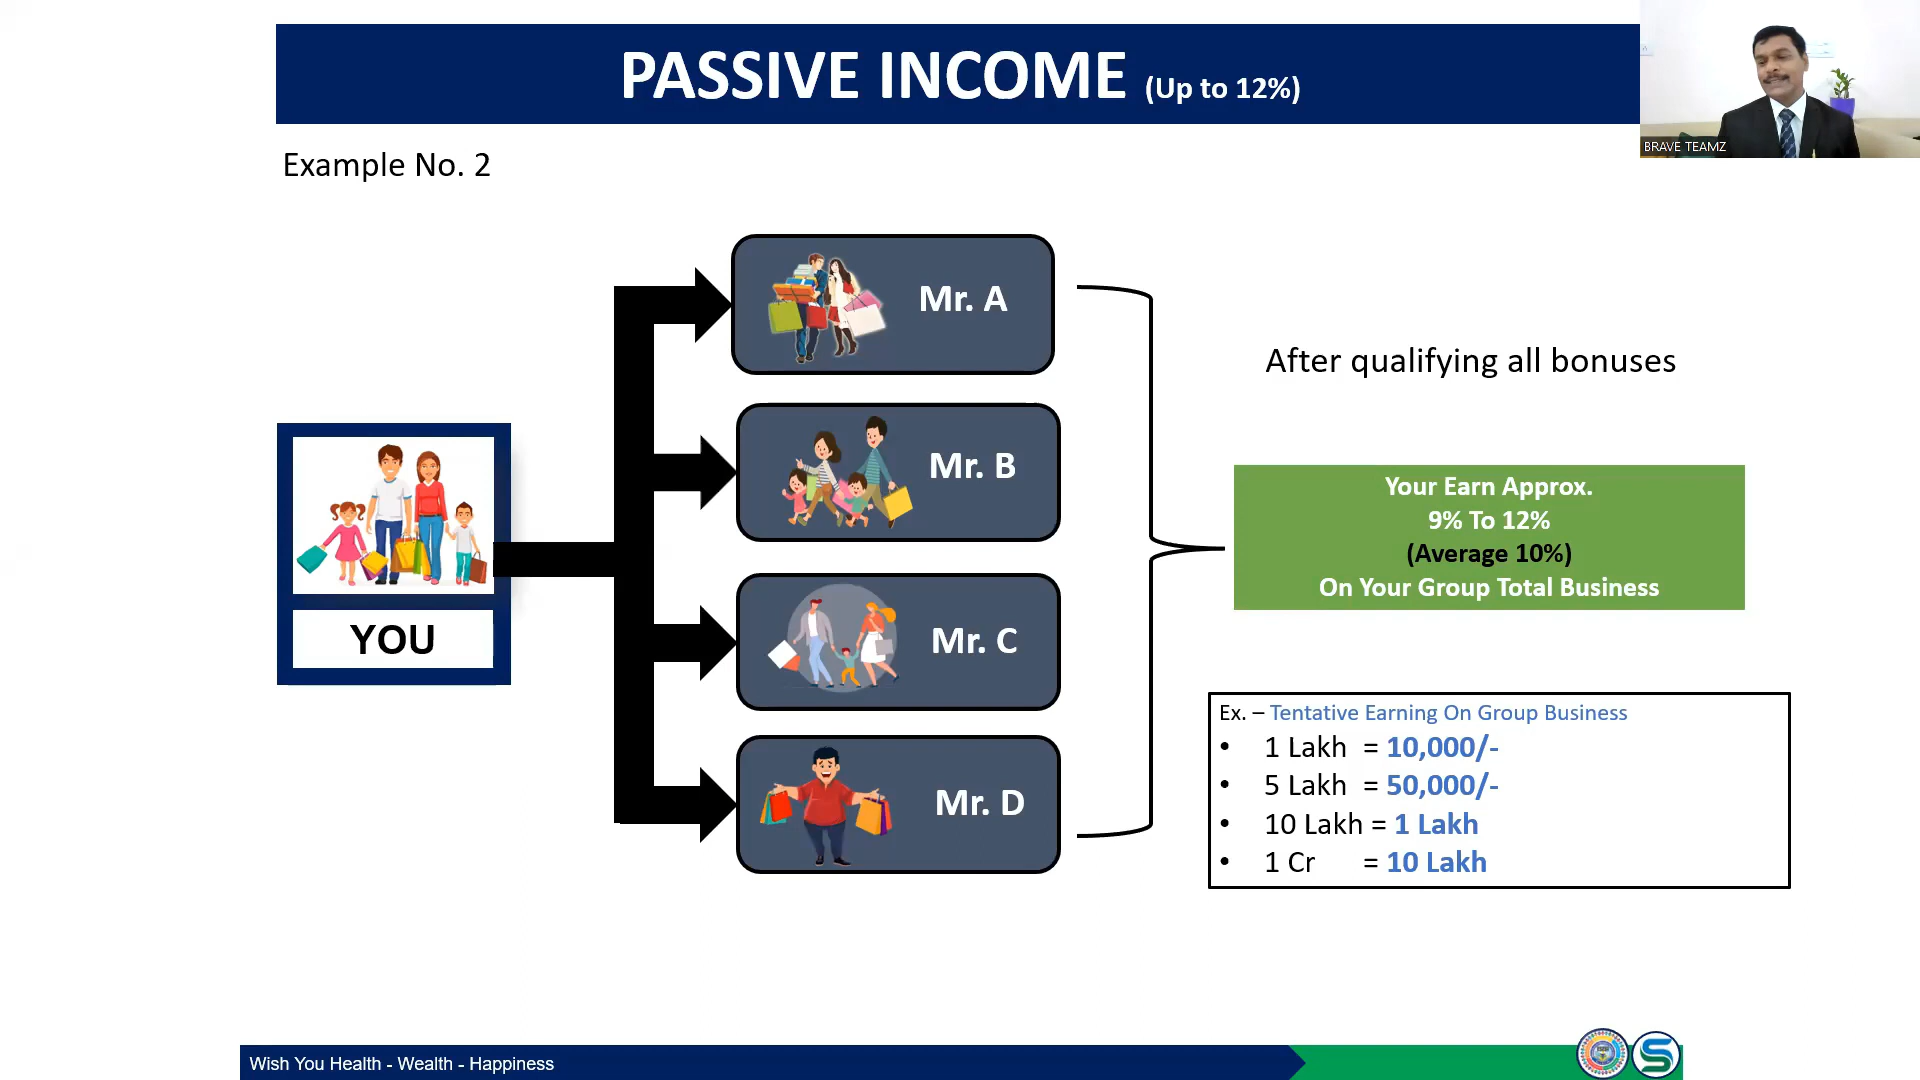 PASSIVE INCOME (Up to 12%)
BRAVE TEAMZ
Example No. 2
Mr. A
Mr. B
Mr. C
Mr. D
YOU
After qualifying all bonuses
Your Earn Approx.
9% To 12%
(Average 10%)
On Your Group Total Business
Ex. – Tentative Earning On Group Business
• 1 Lakh = 10,000/-
• 5 Lakh = 50,000/-
• 10 Lakh = 1 Lakh
• 1 Cr = 10 Lakh
Wish You Health - Wealth - Happiness